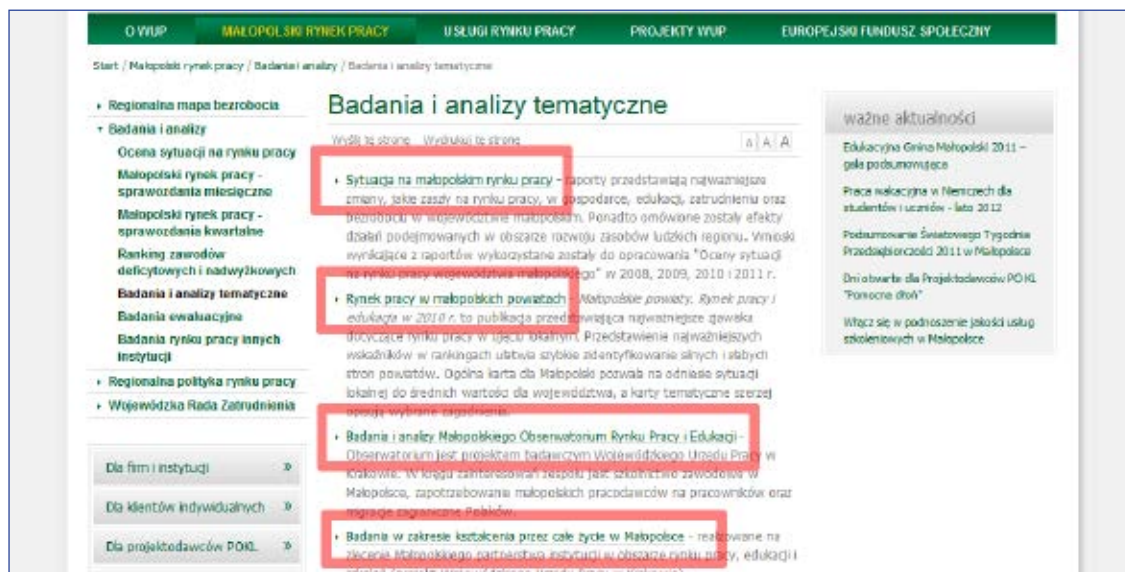 O WUP
MAŁOPOLSKI RYNEK PRACY
USŁUGI RYNKU PRACY
PROJEKTY WUP
EUROPEJSKI FUNDUSZ SPOŁECZNY
Start / Małopolski rynek pracy / Badania i analizy / Badania i analizy tematyczne
Regionalna mapa bezrobocia
Badania i analizy
Ocena sytuacji na rynku pracy
Małopolski rynek pracy -
sprawozdania miesięczne
Małopolski rynek pracy -
sprawozdania kwartalne
Ranking zawodów
deficytowych i nadwyżkowych
Badania i analizy tematyczne
Badania ewaluacyjne
Badania rynku pracy innych
instytucji
Regionalna polityka rynku pracy
Wojewódzka Rada Zatrudnienia
Dla firm i instytucji »
Dla klientów indywidualnych »
Dla projektodawców POKL »
Badania i analizy tematyczne
Wyślij tę stronę Wydrukuj tę stronę
A A A
Sytuacja na małopolskim rynku pracy - raporty przedstawiają najważniejsze
zmiany, jakie zaszły na rynku pracy, w gospodarce, edukacji, zatrudnieniu oraz
bezrobociu w województwie małopolskim. Ponadto omówione zostały efekty
działań podejmowanych w obszarze rozwoju zasobów ludzkich regionu. Wnioski
wynikające z raportów wykorzystane zostały do opracowania "Oceny sytuacji
na rynku pracy województwa małopolskiego" w 2008, 2009, 2010 i 2011 r.
Rynek pracy w małopolskich powiatach - Małopolskie powiaty. Rynek pracy i
edukacja w 2010 r. to publikacja przedstawiająca najważniejsze zjawiska
dotyczące rynku pracy w ujęciu lokalnym. Przedstawienie najważniejszych
wskaźników w rankingach ułatwia szybkie zidentyfikowanie silnych i słabych
stron powiatów. Ogólna karta dla Małopolski pozwala na odniesie sytuacji
lokalnej do średnich wartości dla województwa, a karty tematyczne szerzej
opisują wybrane zagadnienia.
Badania i analizy Małopolskiego Obserwatorium Rynku Pracy i Edukacji -
Obserwatorium jest projektem badawczym Wojewódzkiego Urzędu Pracy w
Krakowie. W kręgu zainteresowań zespołu jest szkolnictwo zawodowe w
Małopolsce, zapotrzebowanie małopolskich pracodawców na pracowników oraz
migracje zagraniczne Polaków.
Badania w zakresie kształcenia przez całe życie w Małopolsce - realizowane na
zlecenie Małopolskiego partnerstwa instytucji w obszarze rynku pracy, edukacji i
ważne aktualności
Edukacyjna Gmina Małopolski 2011 –
gala podsumowująca
Praca wakacyjna w Niemczech dla
studentów i uczniów - lato 2012
Podsumowanie Światowego Tygodnia
Przedsiębiorczości 2011 w Małopolsce
Dni otwarte dla Projektodawców PO KL
"Pomocna dłoń"
Włącz się w podnoszenie jakości usług
szkoleniowych w Małopolsce